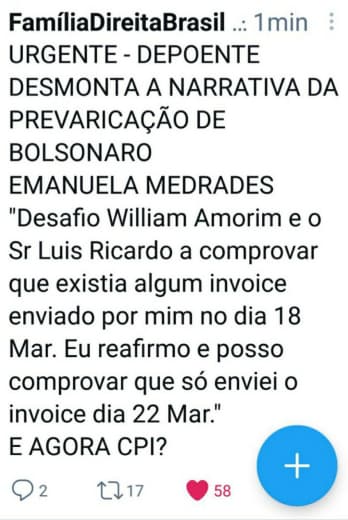 FamíliaDireitaBrasil ..: 1min
URGENTE - DEPOENTE
DESMONTA A NARRATIVA DA
PREVARICAÇÃO DE
BOLSONARO
EMANUELA MEDRADES
"Desafio William Amorim e o
Sr Luis Ricardo a comprovar
que existia algum invoice
enviado por mim no dia 18
Mar. Eu reafirmo e posso
comprovar que só enviei o
invoice dia 22 Mar."
E AGORA CPI?
2 17 58